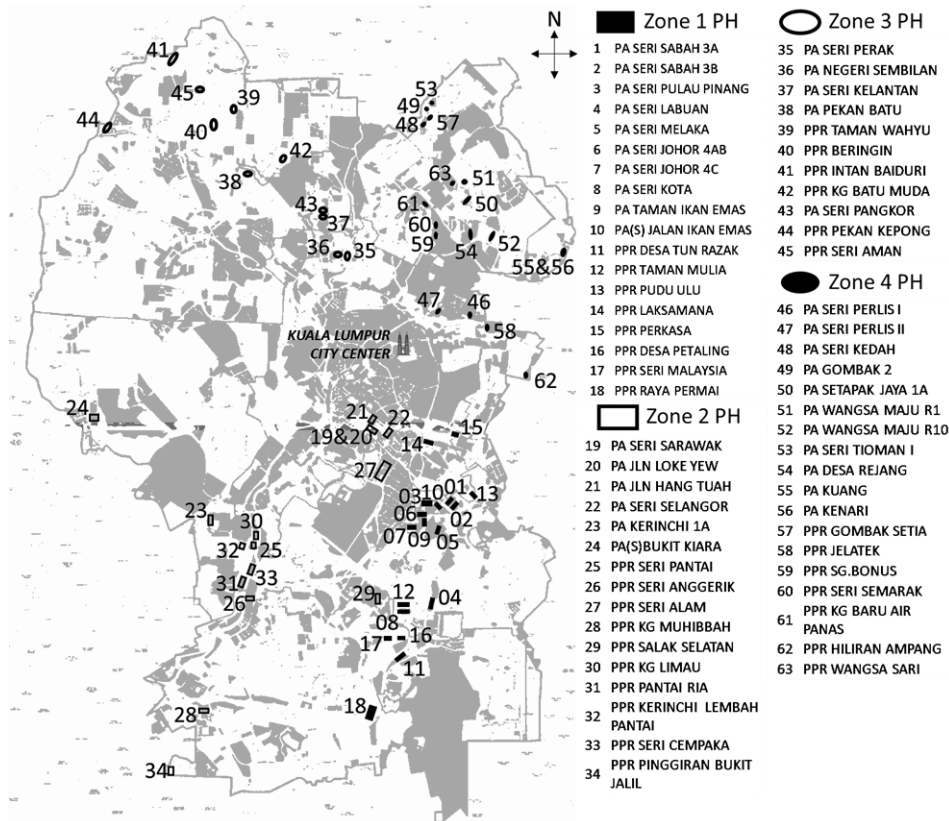 N
41
45
39
44
40
42
38
43
37
36
35
53
49
48
57
63
51
61
50
60
59
54
52
55&56
47
46
58
KUALA LUMPUR
CITY CENTER
62
24
21
22
19&20
14
15
27
03
10
01
13
06
02
07
09
05
23
30
32
25
33
31
26
29
12
04
08
17
16
11
28
18
34
Zone 1 PH
1 PA SERI SABAH 3A
2 PA SERI SABAH 3B
3 PA SERI PULAU PINANG
4 PA SERI LABUAN
5 PA SERI MELAKA
6 PA SERI JOHOR 4AB
7 PA SERI JOHOR 4C
8 PA SERI KOTA
9 PA TAMAN IKAN EMAS
10 PA(S) JALAN IKAN EMAS
11 PPR DESA TUN RAZAK
12 PPR TAMAN MULIA
13 PPR PUDU ULU
14 PPR LAKSAMANA
15 PPR PERKASA
16 PPR DESA PETALING
17 PPR SERI MALAYSIA
18 PPR RAYA PERMAI
Zone 2 PH
19 PA SERI SARAWAK
20 PA JLN LOKE YEW
21 PA JLN HANG TUAH
22 PA SERI SELANGOR
23 PA KERINCHI 1A
24 PA(S)BUKIT KIARA
25 PPR SERI PANTAI
26 PPR SERI ANGGERIK
27 PPR SERI ALAM
28 PPR KG MUHIBBAH
29 PPR SALAK SELATAN
30 PPR KG LIMAU
31 PPR PANTAI RIA
32 PPR KERINCHI LEMBAH
PANTAI
33 PPR SERI CEMPAKA
34 PPR PINGGIRAN BUKIT
JALIL
Zone 3 PH
35 PA SERI PERAK
36 PA NEGERI SEMBILAN
37 PA SERI KELANTAN
38 PA PEKAN BATU
39 PPR TAMAN WAHYU
40 PPR BERINGIN
41 PPR INTAN BAIDURI
42 PPR KG BATU MUDA
43 PA SERI PANGKOR
44 PPR PEKAN KEPONG
45 PPR SERI AMAN
Zone 4 PH
46 PA SERI PERLIS I
47 PA SERI PERLIS II
48 PA SERI KEDAH
49 PA GOMBAK 2
50 PA SETAPAK JAYA 1A
51 PA WANGSA MAJU R1
52 PA WANGSA MAJU R10
53 PA SERI TIOMAN I
54 PA DESA REJANG
55 PA KUANG
56 PA KENARI
57 PPR GOMBAK SETIA
58 PPR JELATEK
59 PPR SG.BONUS
60 PPR SERI SEMARAK
61 PPR KG BARU AIR
PANAS
62 PPR HILIRAN AMPANG
63 PPR WANGSA SARI